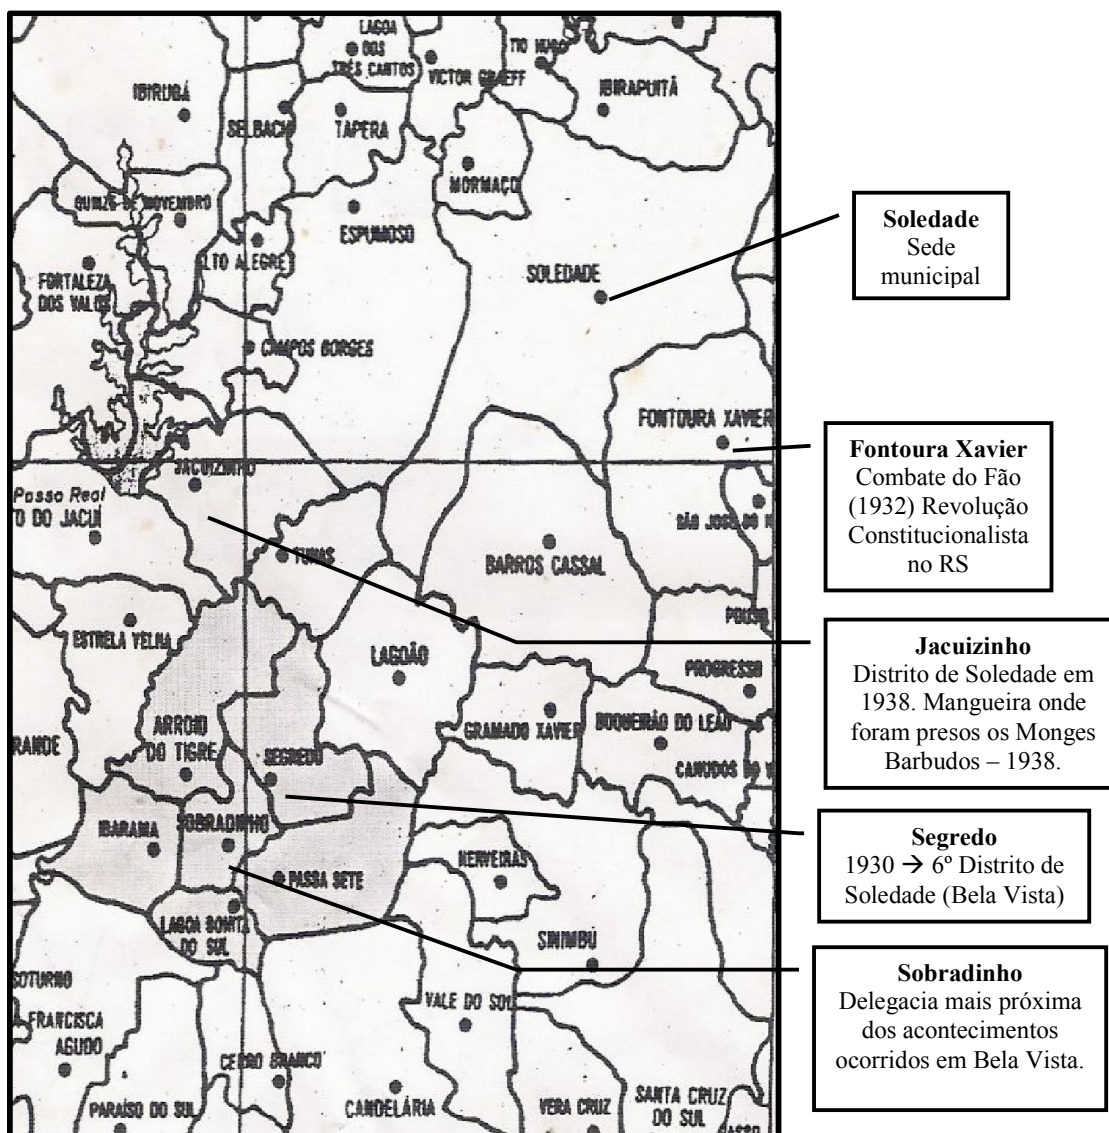 LAGOA
DOS
TRÊS CANTOS
TIO HUGO
VICTOR GRAEFF
IBIRUBÁ
IBIRAPUITÃ
SELBACH
TAPERA
MORMAÇO
QUINZE DE NOVEMBRO
ESPUMOSO
ALTO ALEGRE
SOLEDADE
FORTALEZA
DOS VALOS
CAMPOS BORGES
FONTOURA XAVIER
JACUIZINHO
Passo Real
TO DO JACUÍ
SÃO JOSÉ DO H
TUNAS
BARROS CASSAL
ESTRELA VELHA
POUSO
LAGOÃO
PROGRESSO
GRAMADO XAVIER
BOQUEIRÃO DO LEÃO
ARROIO
DO TIGRE
RANDE
SEGREDO
CANUDOS DO V
IBARAMA
SOBRADINHO
HERVEIRAS
PASSA SETE
LAGOA BONITA
DO SUL
SINIMBU
SOTURNO
VALE DO SOL
A FRANCISCA
AGUDO
CERRO BRANCO
PARAÍSO DO SUL
CANDELÁRIA
VERA CRUZ
SANTA CRUZ
DO SUL
PASSO
Soledade
Sede
municipal
Fontoura Xavier
Combate do Fão
(1932) Revolução
Constitucionalista
no RS
Jacuizinho
Distrito de Soledade em
1938. Mangueira onde
foram presos os Monges
Barbudos – 1938.
Segredo
1930 → 6º Distrito de
Soledade (Bela Vista)
Sobradinho
Delegacia mais próxima
dos acontecimentos
ocorridos em Bela Vista.